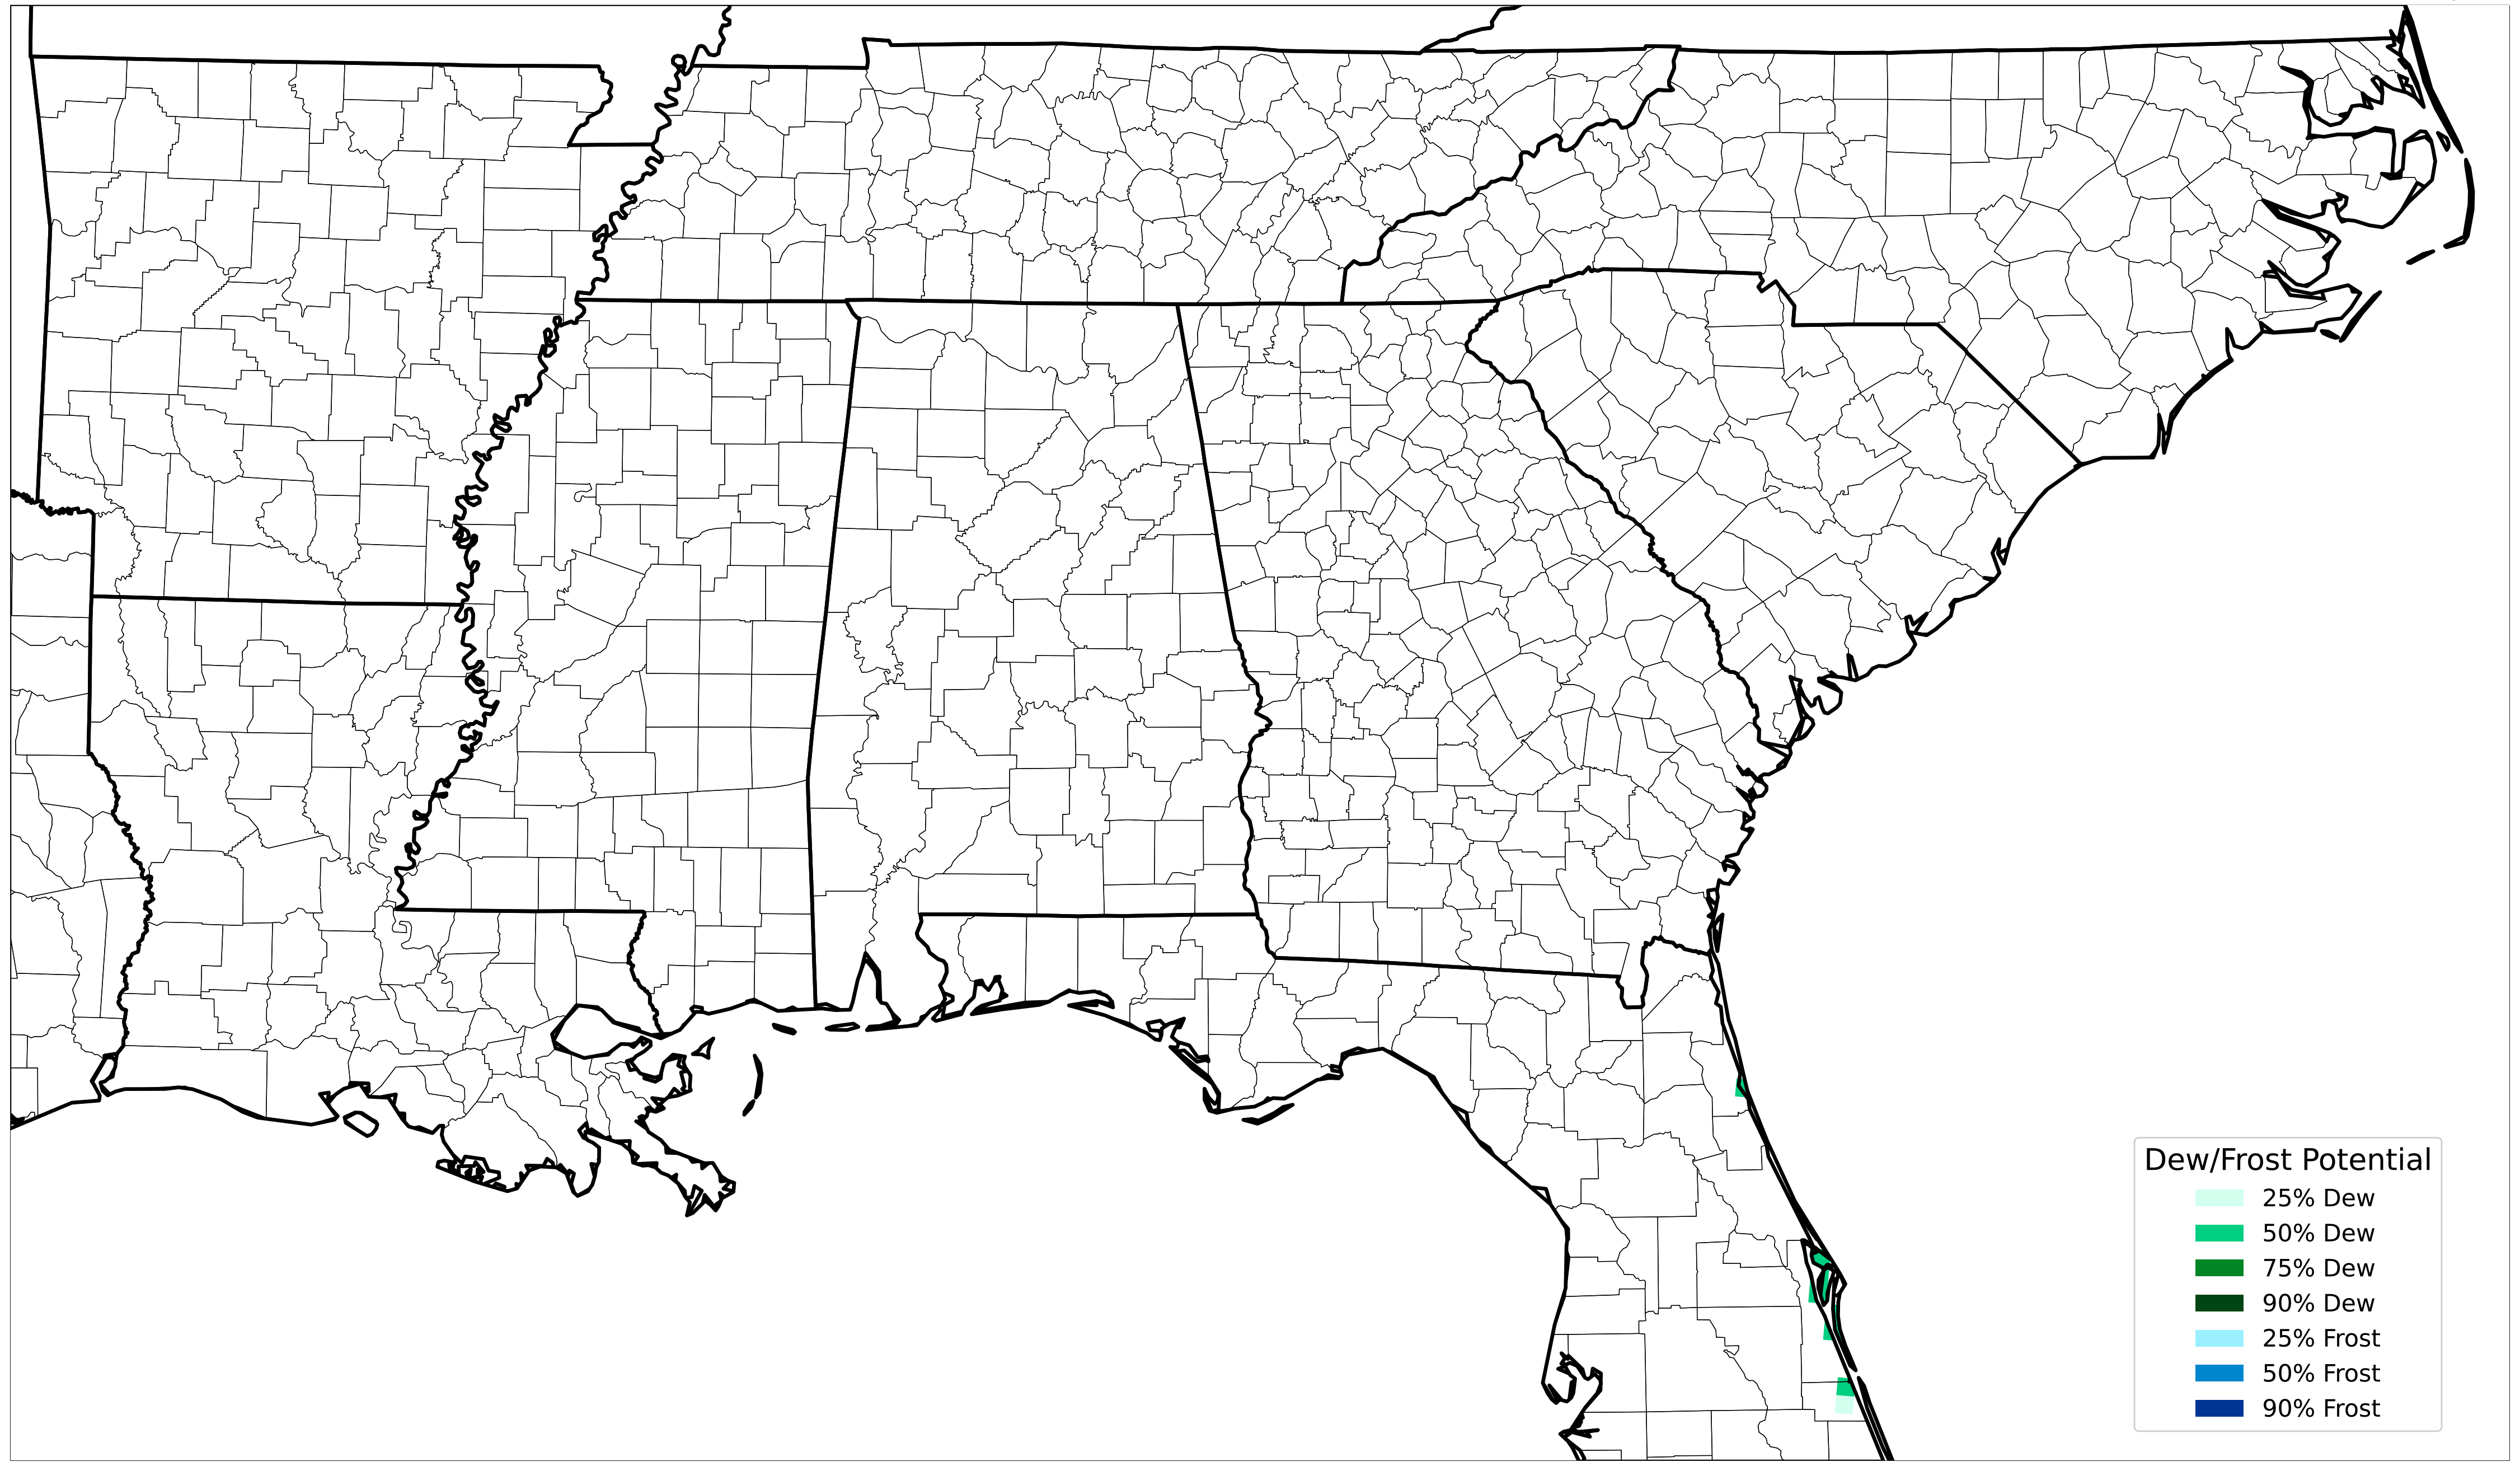 Dew/Frost Potential
25% Dew
50% Dew
75% Dew
90% Dew
25% Frost
50% Frost
90% Frost